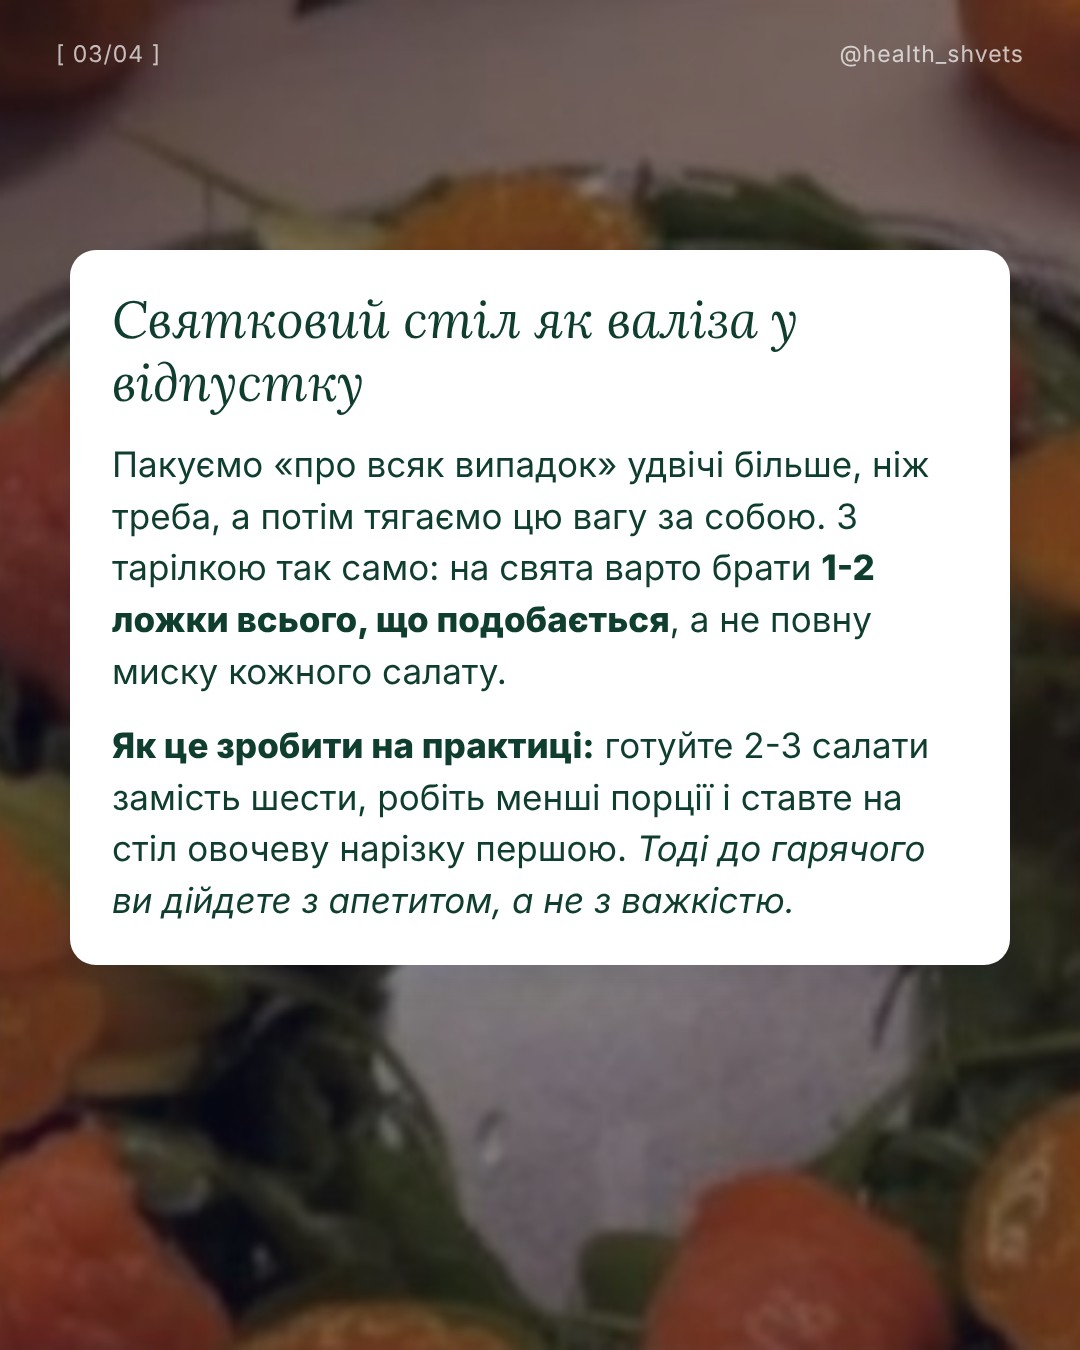 [ 03/04 ]
@health_shvets
Святковий стіл як валіза у
відпустку
Пакуємо «про всяк випадок» удвічі більше, ніж
треба, а потім тягаємо цю вагу за собою. З
тарілкою так само: на свята варто брати 1-2
ложки всього, що подобається, а не повну
миску кожного салату.
Як це зробити на практиці: готуйте 2-3 салати
замість шести, робіть менші порції і ставте на
стіл овочеву нарізку першою. Тоді до гарячого
ви дійдете з апетитом, а не з важкістю.